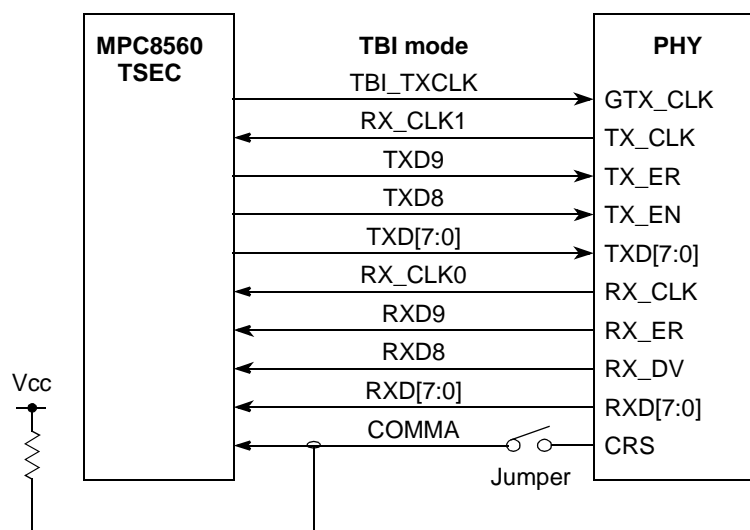 MPC8560
TSEC
TBI mode
PHY
TBI_TXCLK
GTX_CLK
RX_CLK1
TX_CLK
TXD9
TX_ER
TXD8
TX_EN
TXD[7:0]
TXD[7:0]
RX_CLK0
RX_CLK
RXD9
RX_ER
RXD8
RX_DV
Vcc
RXD[7:0]
RXD[7:0]
COMMA
CRS
Jumper